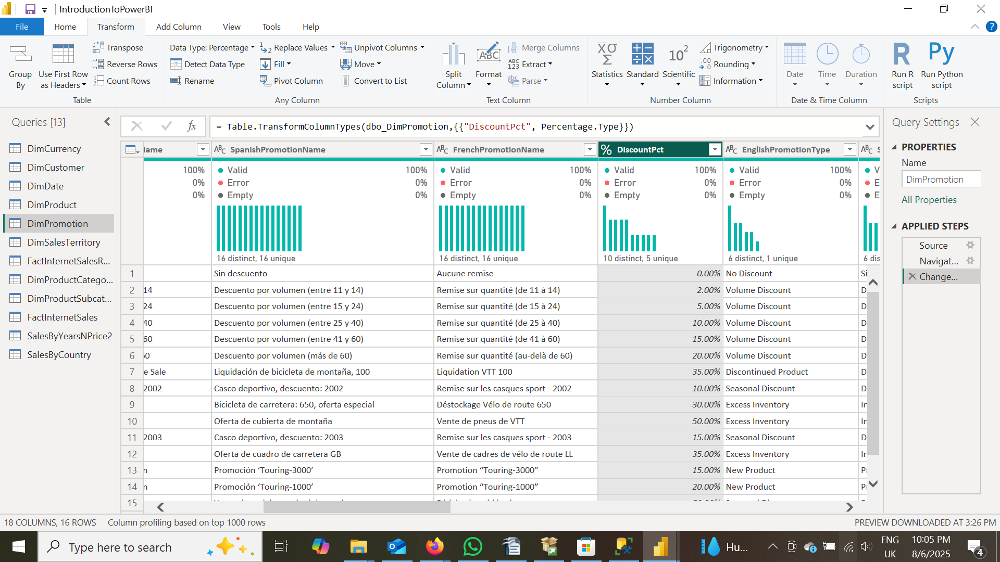 IntroductionToPowerBI
File Home Transform Add Column View Tools Help
Group By
Use First Row as Headers
Transpose
Reverse Rows
Count Rows
Table
Data Type: Percentage
Detect Data Type
Rename
Replace Values
Fill
Pivot Column
Unpivot Columns
Move
Convert to List
Any Column
Split Column
Format
Merge Columns
Extract
Parse
Text Column
Statistics
Standard
Scientific
Trigonometry
Rounding
Information
Number Column
Date
Time
Duration
Date & Time Column
Run R script
Run Python script
Scripts
Queries [13]
DimCurrency
DimCustomer
DimDate
DimProduct
DimPromotion
DimSalesTerritory
FactInternetSalesR...
DimProductCatego...
DimProductSubcat...
FactInternetSales
SalesByYearsNPrice2
SalesByCountry
= Table.TransformColumnTypes(dbo_DimPromotion,{{"DiscountPct", Percentage.Type}})
SpanishPromotionName FrenchPromotionName DiscountPct EnglishPromotionType
100% Valid 100% Valid 100% Valid 100% Valid 100%
0% Error 0% Error 0% Error 0% Error 0%
0% Empty 0% Empty 0% Empty 0% Empty 0%
16 distinct, 16 unique 16 distinct, 16 unique 10 distinct, 5 unique 6 distinct, 1 unique 6 dis
1 Sin descuento Aucune remise 0.00% No Discount
2 14 Descuento por volumen (entre 11 y 14) Remise sur quantité (de 11 à 14) 2.00% Volume Discount
3 24 Descuento por volumen (entre 15 y 24) Remise sur quantité (de 15 à 24) 5.00% Volume Discount
4 40 Descuento por volumen (entre 25 y 40) Remise sur quantité (de 25 à 40) 10.00% Volume Discount
5 60 Descuento por volumen (entre 41 y 60) Remise sur quantité (de 41 à 60) 15.00% Volume Discount
6 Descuento por volumen (más de 60) Remise sur quantité (au-delà de 60) 20.00% Volume Discount
7 e Sale Liquidación de bicicleta de montaña, 100 Liquidation VTT 100 35.00% Discontinued Product
8 2002 Casco deportivo, descuento: 2002 Remise sur les casques sport - 2002 10.00% Seasonal Discount
9 Bicicleta de carretera: 650, oferta especial Déstockage Vélo de route 650 30.00% Excess Inventory
10 Oferta de cubierta de montaña Vente de pneus de VTT 50.00% Excess Inventory
11 2003 Casco deportivo, descuento: 2003 Remise sur les casques sport - 2003 15.00% Seasonal Discount
12 Oferta de cuadro de carretera GB Vente de cadres de vélo de route LL 35.00% Excess Inventory
13 n Promoción ‘Touring-3000’ Promotion “Touring-3000” 15.00% New Product
14 n Promoción ‘Touring-1000’ Promotion “Touring-1000” 20.00% New Product
15
Query Settings
PROPERTIES
Name
DimPromotion
All Properties
APPLIED STEPS
Source
Navigat...
Change...
18 COLUMNS, 16 ROWS Column profiling based on top 1000 rows
PREVIEW DOWNLOADED AT 3:26 PM
Type here to search
Hu...
ENG
UK
10:05 PM
8/6/2025
4